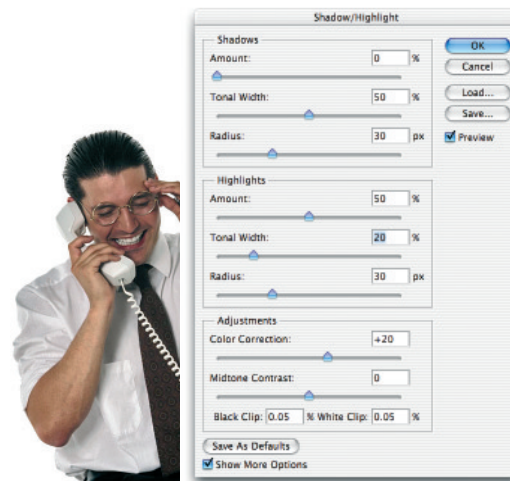 Shadow/Highlight
Shadows
Amount: 0 %
Tonal Width: 50 %
Radius: 30 px
Highlights
Amount: 50 %
Tonal Width: 20 %
Radius: 30 px
Adjustments
Color Correction: +20
Midtone Contrast: 0
Black Clip: 0.05 % White Clip: 0.05 %
Save As Defaults
Show More Options
OK
Cancel
Load...
Save...
Preview